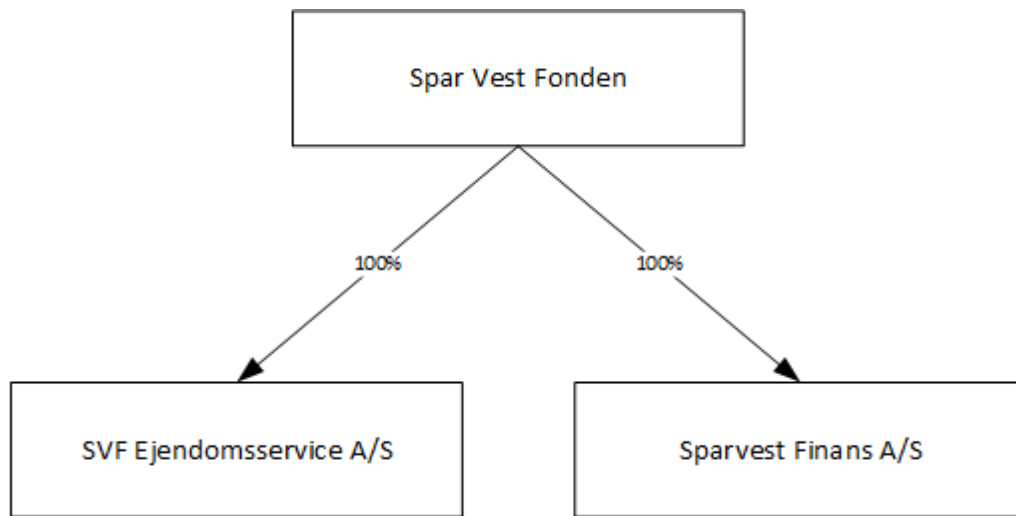 Spar Vest Fonden
100%
100%
SVF Ejendomsservice A/S
Sparvest Finans A/S